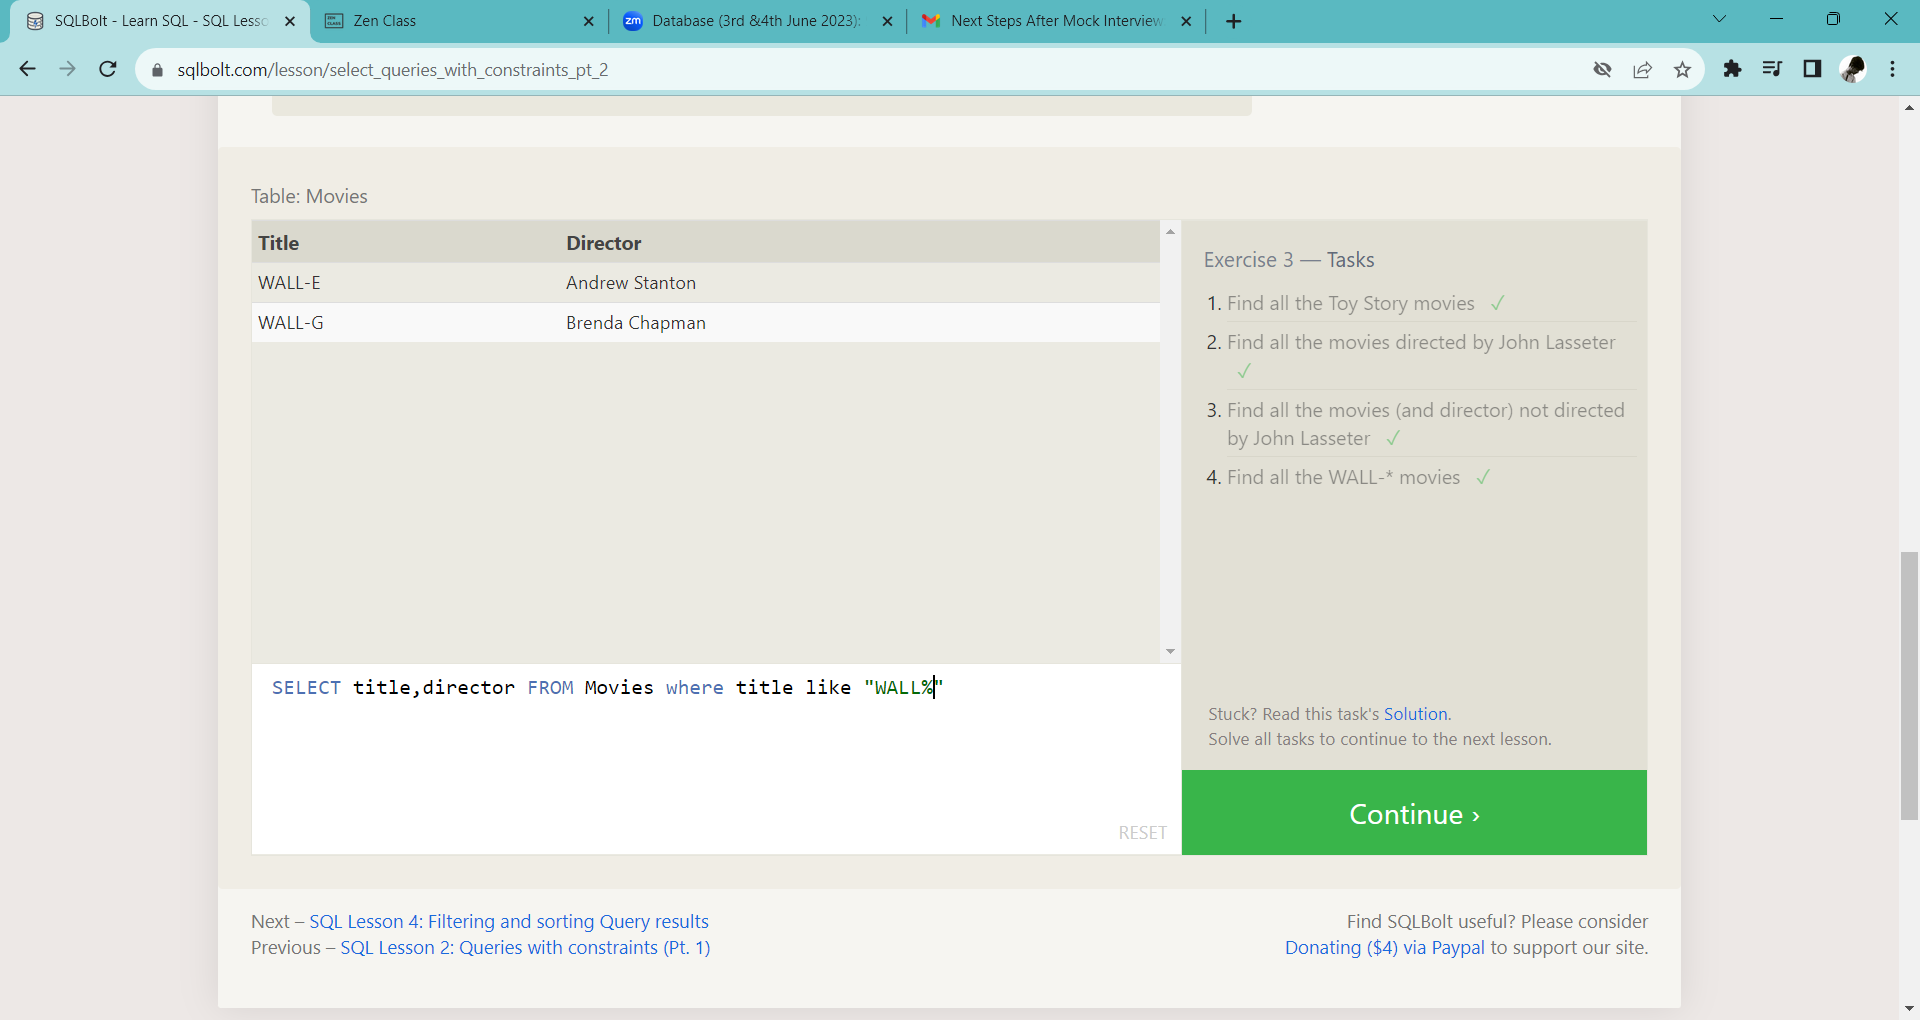 SQLBolt - Learn SQL - SQL Lesso
Zen Class
zm
Database (3rd &4th June 2023):
Next Steps After Mock Interview
sqlbolt.com/lesson/select_queries_with_constraints_pt_2
Table: Movies
Title Director
WALL-E Andrew Stanton
WALL-G Brenda Chapman
SELECT title,director FROM Movies where title like "WALL%"
RESET
Exercise 3 — Tasks
1. Find all the Toy Story movies ✓
2. Find all the movies directed by John Lasseter
✓
3. Find all the movies (and director) not directed
by John Lasseter ✓
4. Find all the WALL-* movies ✓
Stuck? Read this task's Solution.
Solve all tasks to continue to the next lesson.
Continue ›
Next – SQL Lesson 4: Filtering and sorting Query results
Previous – SQL Lesson 2: Queries with constraints (Pt. 1)
Find SQLBolt useful? Please consider
Donating ($4) via Paypal to support our site.